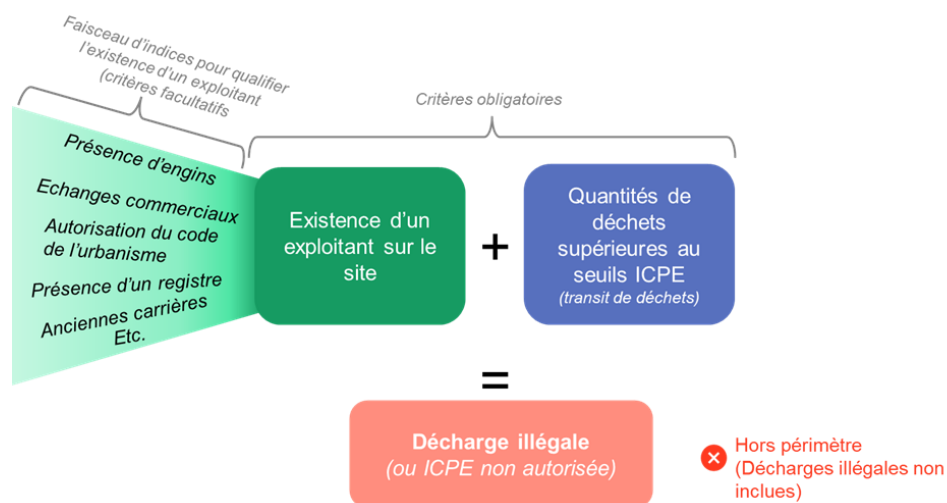 Faisceau d'indices pour qualifier
l'existence d'un exploitant
(critères facultatifs
Critères obligatoires
Présence d'engins
Echanges commerciaux
Autorisation du code
de l'urbanisme
Présence d'un registre
Anciennes carrières
Etc.
Existence d'un
exploitant sur le
site
+
Quantités de
déchets
supérieures au
seuils ICPE
(transit de déchets)
=
Décharge illégale
(ou ICPE non autorisée)
Hors périmètre
(Décharges illégales non
inclues)